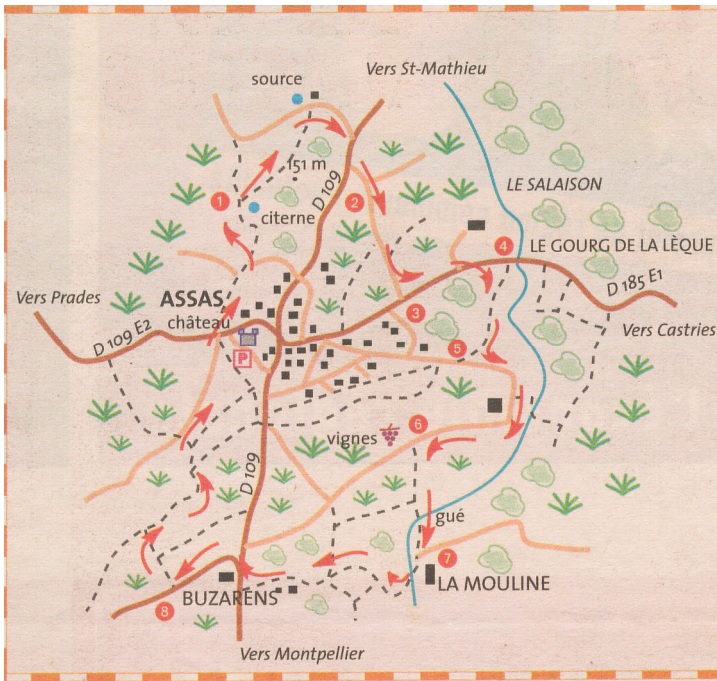 source
Vers St-Mathieu
151 m
D 109
LE SALAISON
1
2
citerne
4
LE GOURG DE LA LÈQUE
D 185 E1
Vers Prades
ASSAS
château
3
Vers Castries
D 109 E2
P
5
6
vignes
D 109
gué
7
LA MOULINE
BUZARENS
8
Vers Montpellier